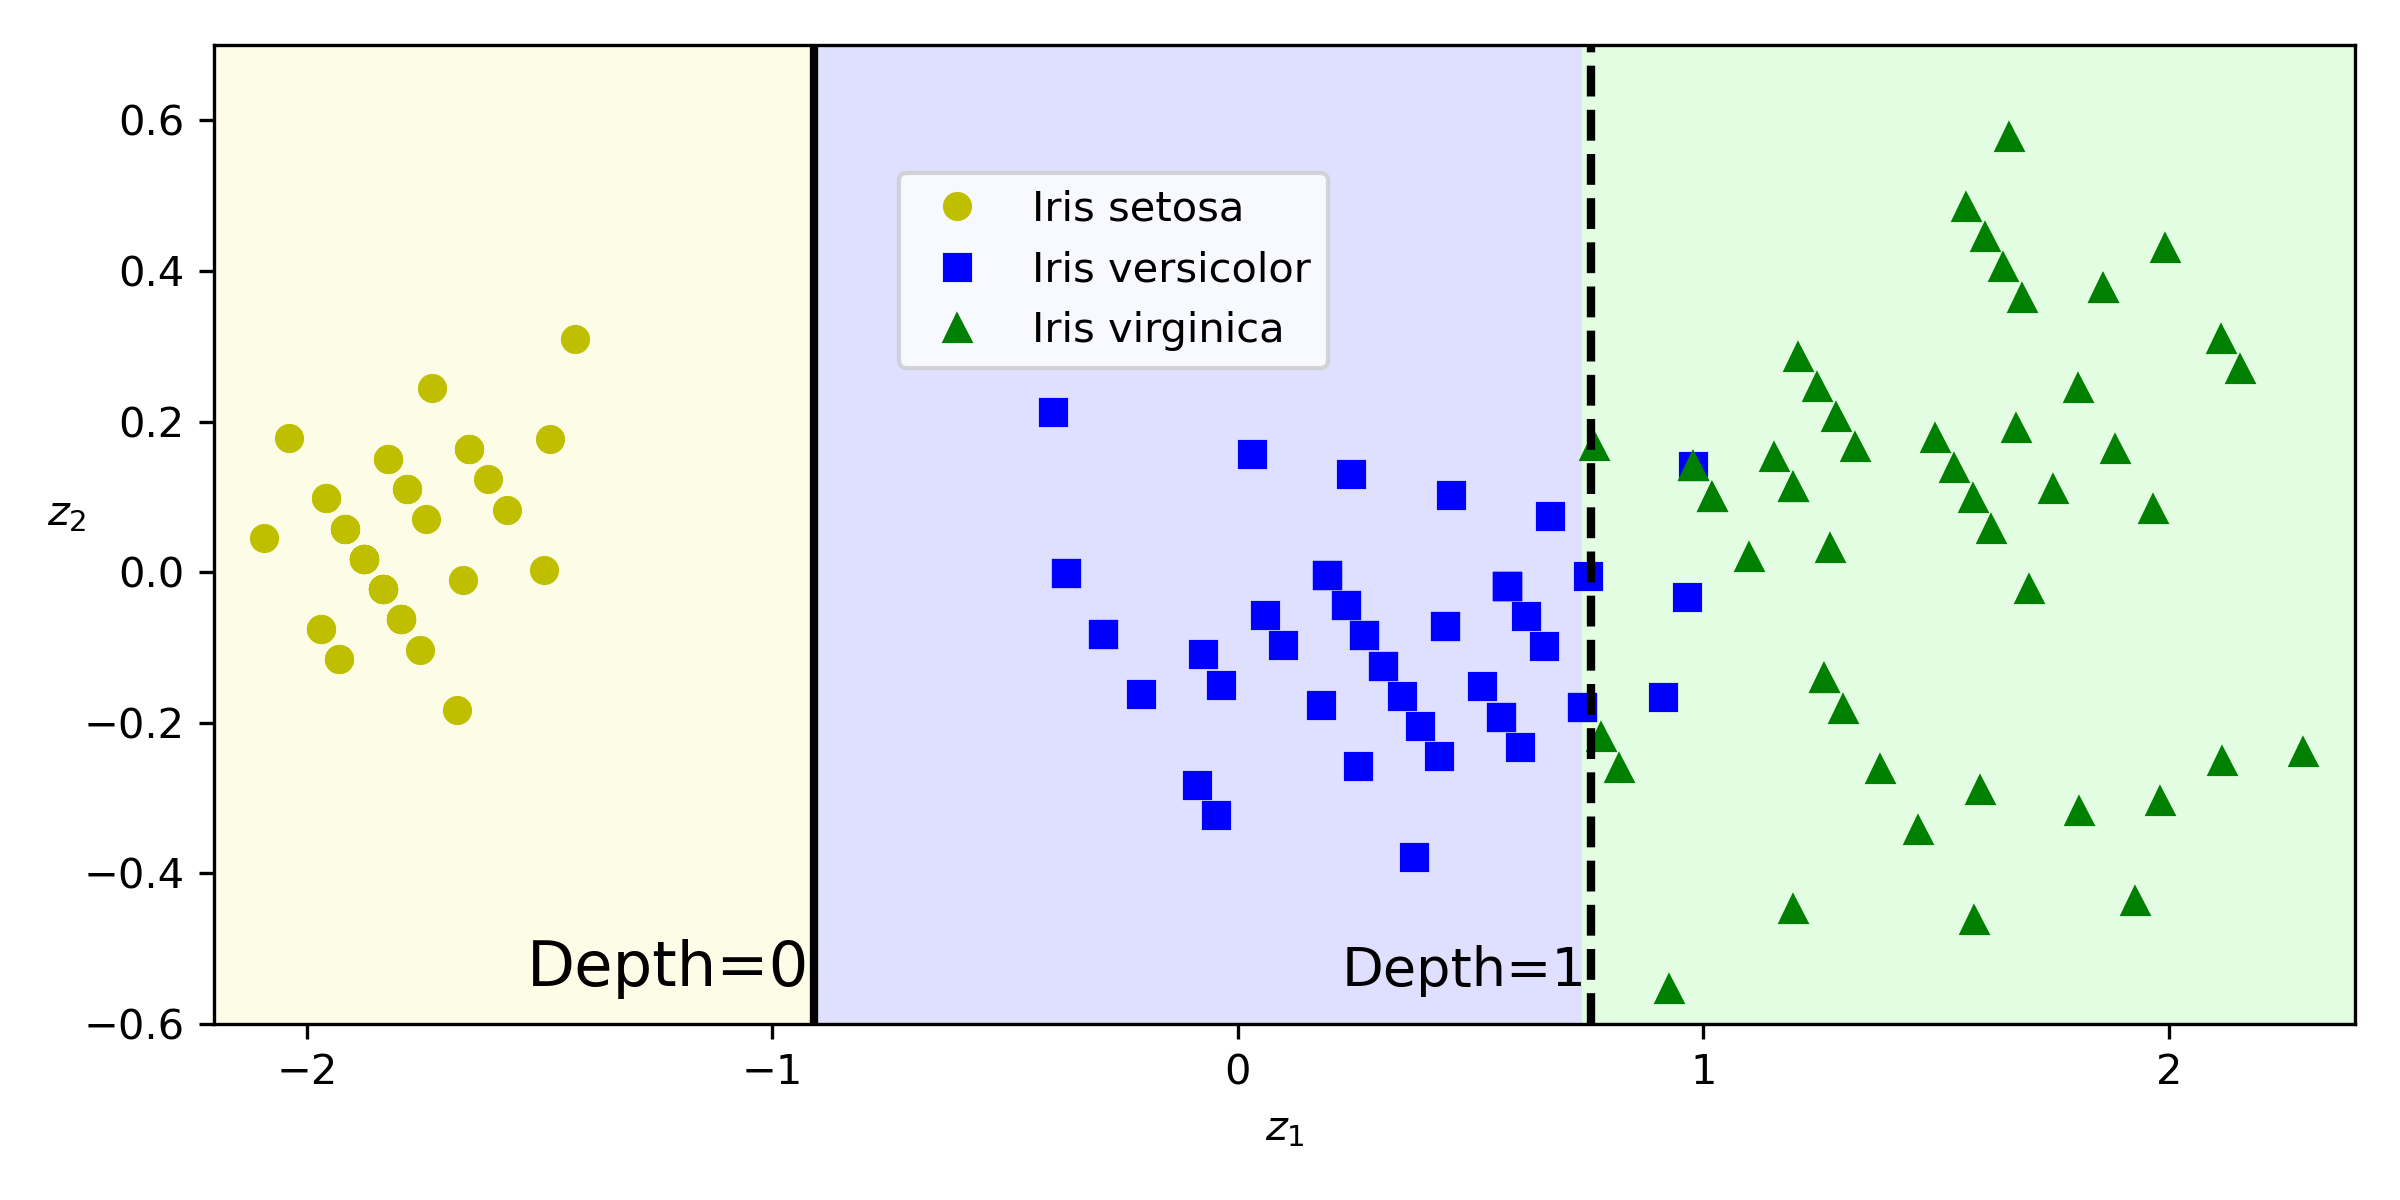 0.6
0.4
0.2
0.0
−0.2
−0.4
−0.6
z₂
Iris setosa
Iris versicolor
Iris virginica
Depth=0
Depth=1
−2 −1 0 1 2
z₁